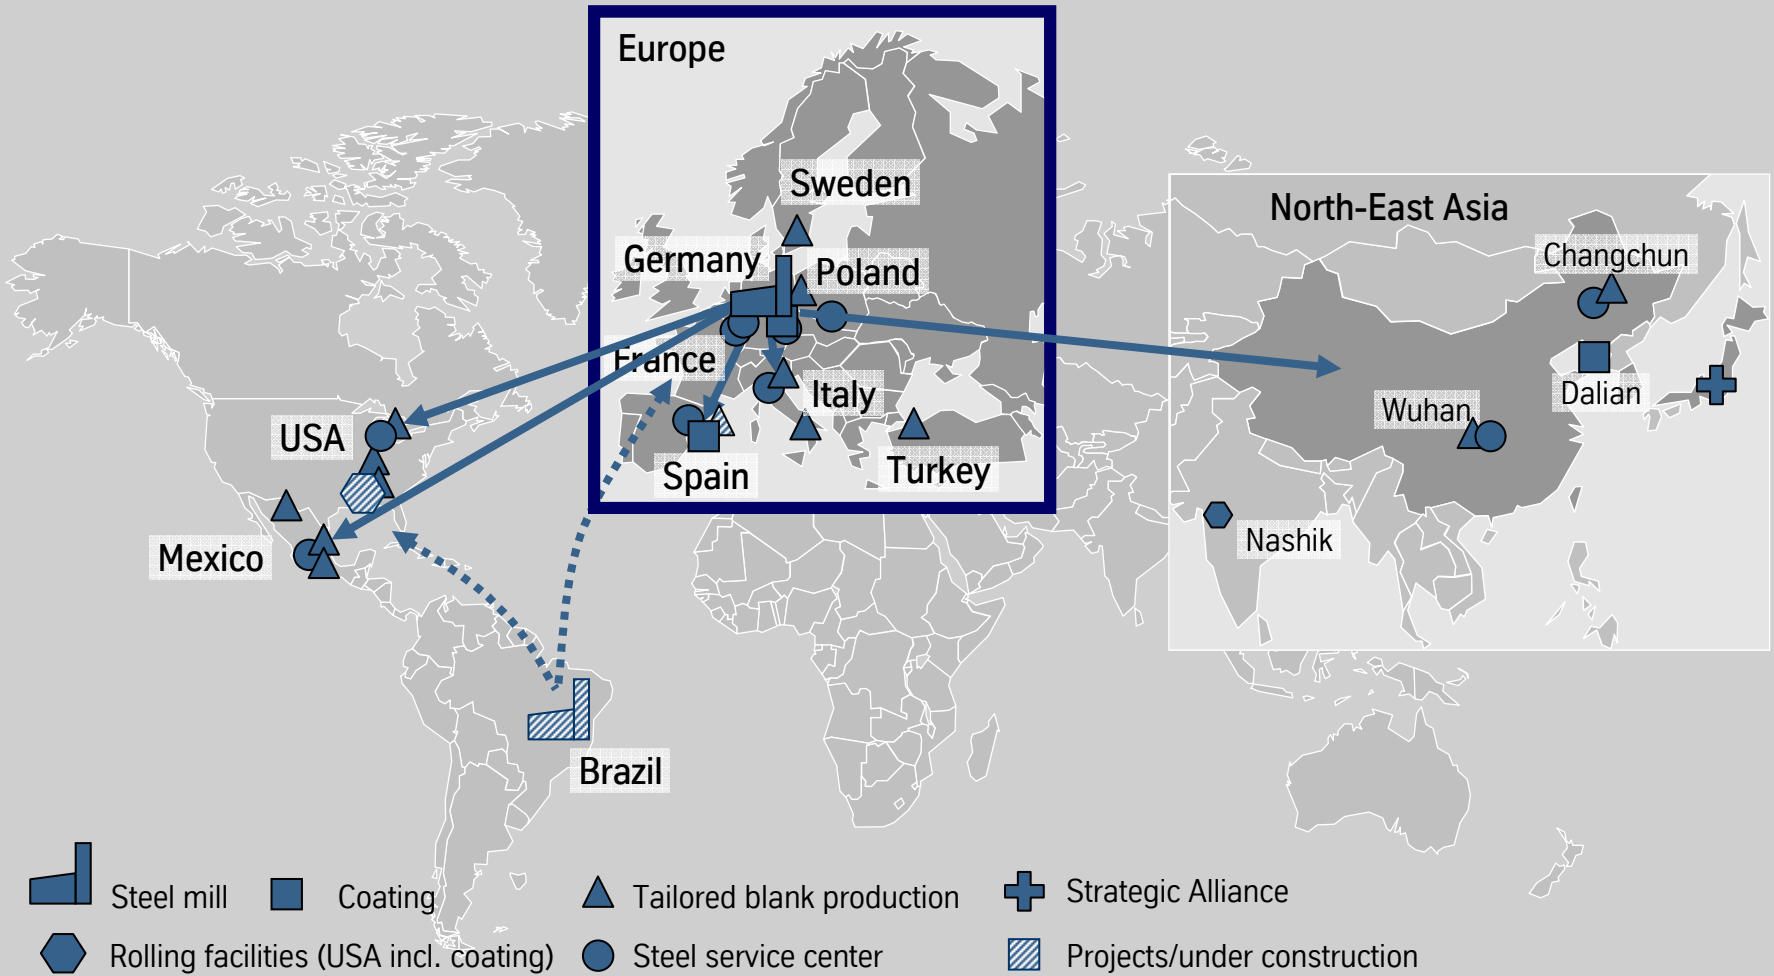 Europe
Sweden
North-East Asia
Germany
Poland
Changchun
France
Italy
Dalian
Wuhan
USA
Spain
Turkey
Nashik
Mexico
Brazil
Steel mill
Coating
Tailored blank production
Strategic Alliance
Rolling facilities (USA incl. coating)
Steel service center
Projects/under construction